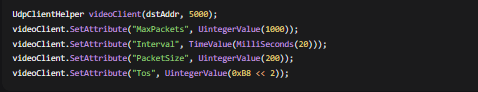 UdpClientHelper videoClient(dstAddr, 5000);
videoClient.SetAttribute("MaxPackets", UintegerValue(1000));
videoClient.SetAttribute("Interval", TimeValue(MilliSeconds(20)));
videoClient.SetAttribute("PacketSize", UintegerValue(200));
videoClient.SetAttribute("Tos", UintegerValue(0xB8 << 2));